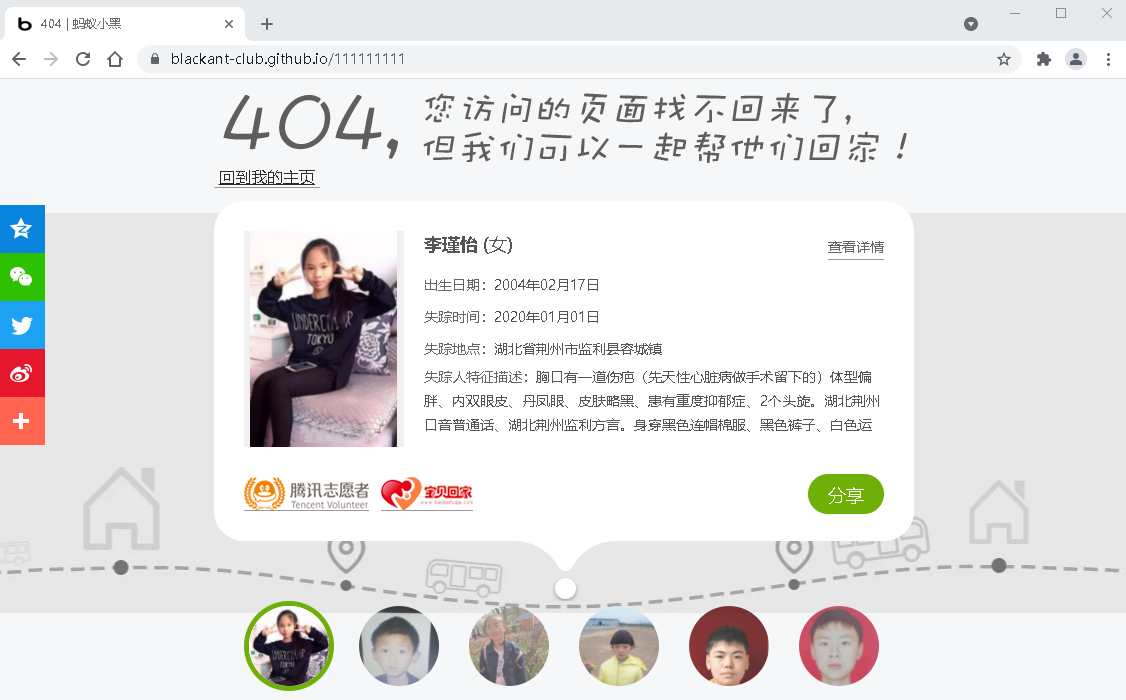 404 | 蚂蚁小黑
blackant-club.github.io/111111111
404,
您访问的页面找不回来了,
但我们可以一起帮他们回家！
回到我的主页
李瑾怡 (女)
查看详情
出生日期：2004年02月17日
失踪时间：2020年01月01日
失踪地点：湖北省荆州市监利县容城镇
失踪人特征描述：胸口有一道伤疤（先天性心脏病做手术留下的）体型偏
胖、内双眼皮、丹凤眼、皮肤略黑、患有重度抑郁症、2个头旋。湖北荆州
口音普通话、湖北荆州监利方言。身穿黑色连帽棉服、黑色裤子、白色运
UNDERCOVER
TOKYO
腾讯志愿者
Tencent Volunteer
宝贝回家
分享